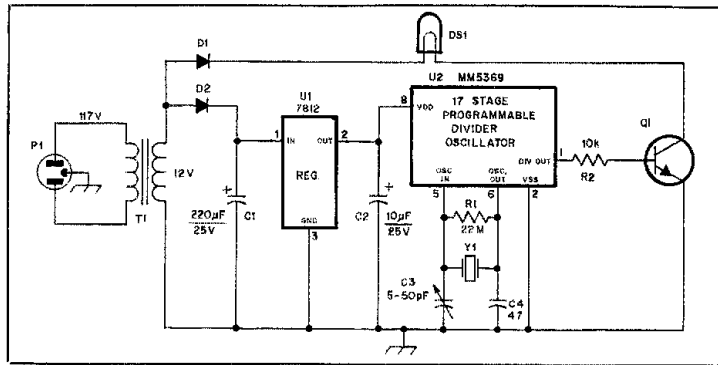 DS1
D1
U2 MM5369
D2
U1
7812
17 STAGE
PROGRAMMABLE
DIVIDER
OSCILLATOR
8
VDD
117V
P1
1
IN
OUT
2
Q1
1
DIV OUT
10k
R2
12V
REG.
OSC
IN
OSC.
OUT
VSS
T1
5
6
2
220µF
25V
C1
C2
10µF
25V
R1
22M
GND
3
Y1
C3
5-50pF
C4
47